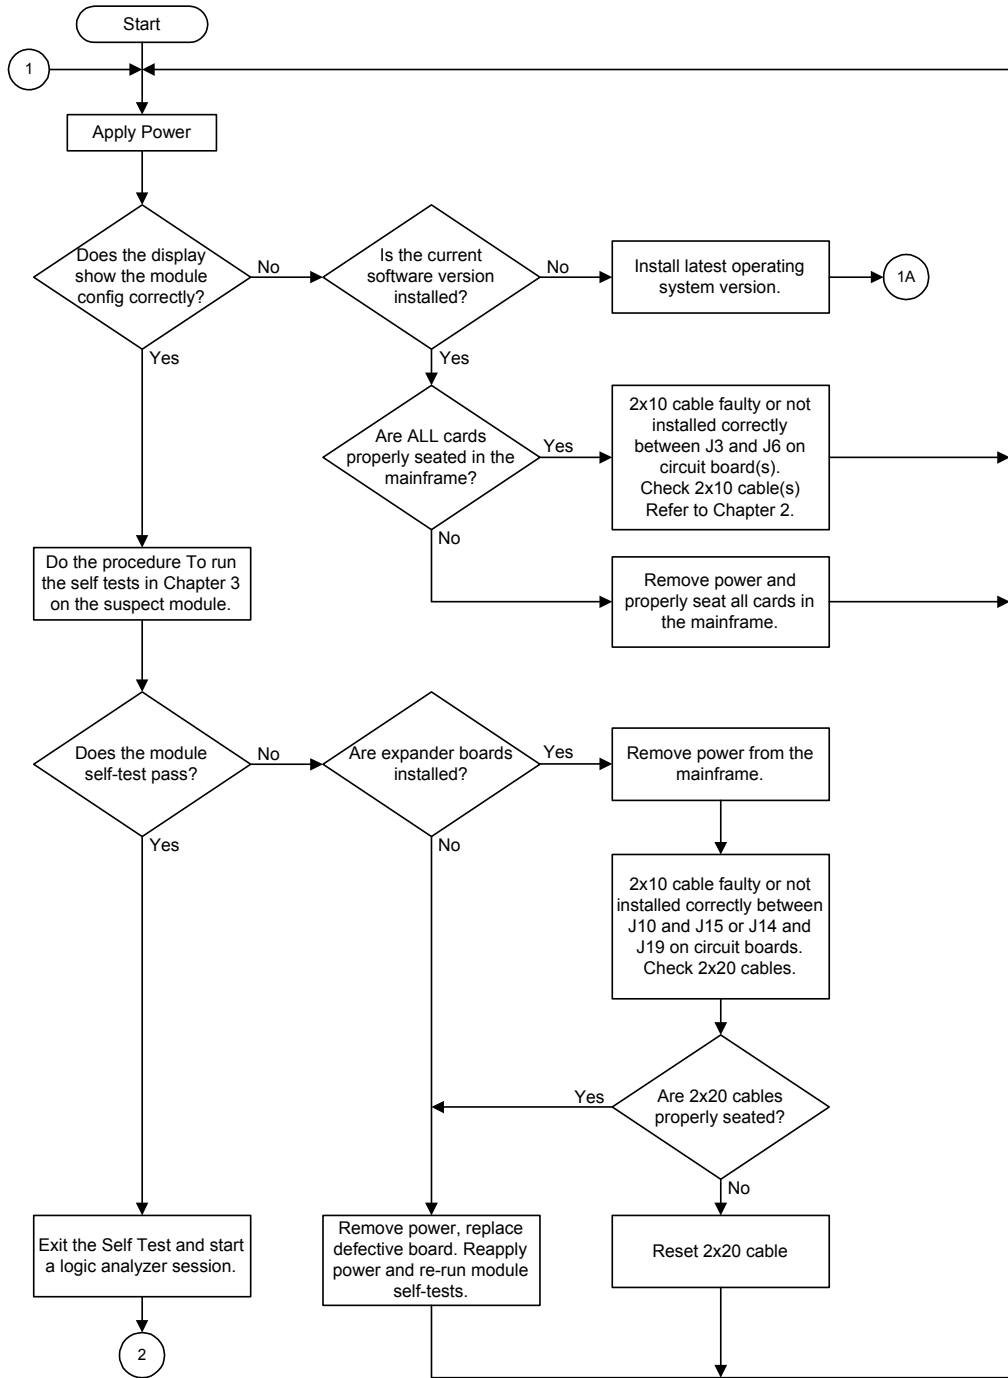 Start
1
Apply Power
Does the display
show the module
config correctly?
No
Yes
Is the current
software version
installed?
No
Yes
Install latest operating
system version.
1A
Are ALL cards
properly seated in the
mainframe?
Yes
No
2x10 cable faulty or not
installed correctly
between J3 and J6 on
circuit board(s).
Check 2x10 cable(s)
Refer to Chapter 2.
Remove power and
properly seat all cards in
the mainframe.
Do the procedure To run
the self tests in Chapter 3
on the suspect module.
Does the module
self-test pass?
No
Yes
Are expander boards
installed?
Yes
No
Remove power from the
mainframe.
2x10 cable faulty or not
installed correctly between
J10 and J15 or J14 and
J19 on circuit boards.
Check 2x20 cables.
Are 2x20 cables
properly seated?
Yes
No
Exit the Self Test and start
a logic analyzer session.
Remove power, replace
defective board. Reapply
power and re-run module
self-tests.
Reset 2x20 cable
2